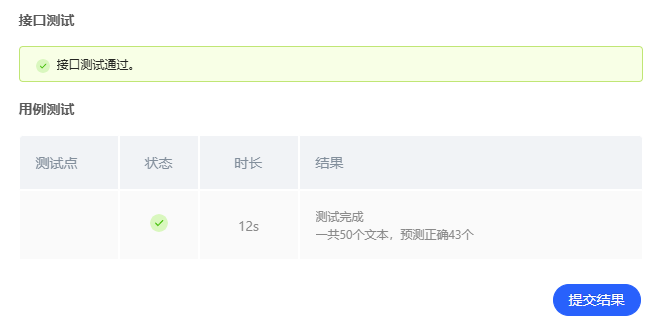 接口测试
接口测试通过。
用例测试
测试点 状态 时长 结果
12s
测试完成
一共50个文本，预测正确43个
提交结果